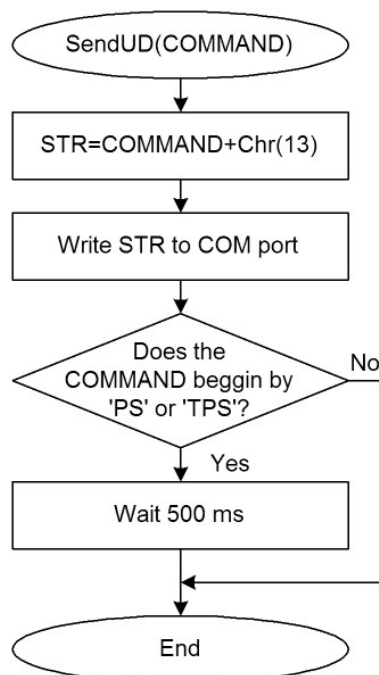 SendUD(COMMAND)
STR=COMMAND+Chr(13)
Write STR to COM port
Does the
COMMAND beggin by
'PS' or 'TPS'?
No
Yes
Wait 500 ms
End